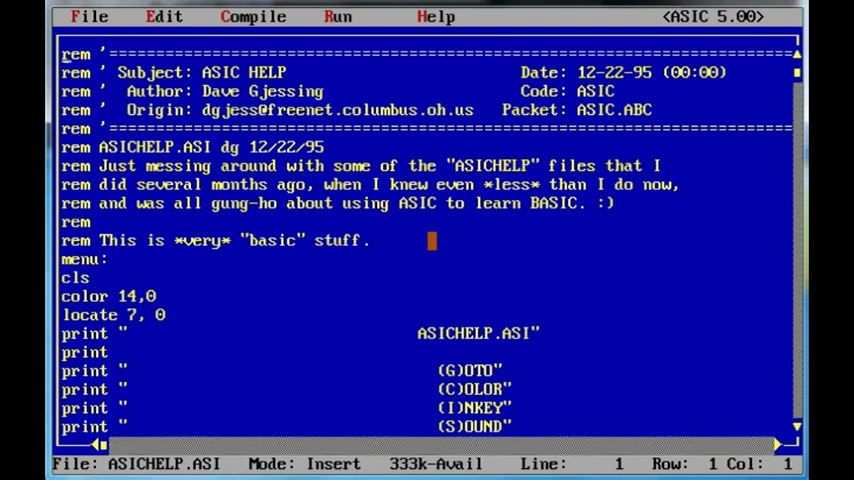 File Edit Compile Run Help <ASIC 5.00>
rem '==================================================================================
rem ' Subject: ASIC HELP Date: 12-22-95 (00:00)
rem ' Author: Dave Gjessing Code: ASIC
rem ' Origin: dgjess@freenet.columbus.oh.us Packet: ASIC.ABC
rem '==================================================================================
rem ASICHELP.ASI dg 12/22/95
rem Just messing around with some of the "ASICHELP" files that I
rem did several months ago, when I knew even *less* than I do now,
rem and was all gung-ho about using ASIC to learn BASIC. :)
rem
rem This is *very* "basic" stuff.
menu:
cls
color 14,0
locate 7, 0
print " ASICHELP.ASI"
print
print " (G)OTO"
print " (C)OLOR"
print " (I)NKEY"
print " (S)OUND"
File: ASICHELP.ASI Mode: Insert 333k-Avail Line: 1 Row: 1 Col: 1